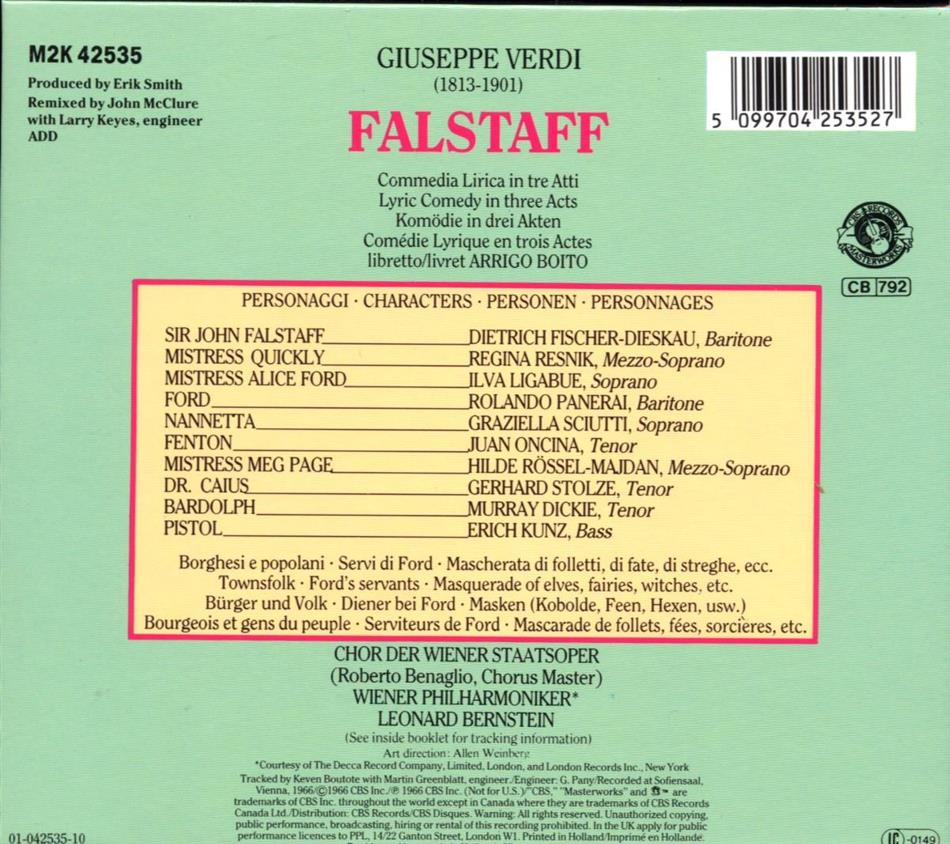 M2K 42535
Produced by Erik Smith
Remixed by John McClure
with Larry Keyes, engineer
ADD
GIUSEPPE VERDI
(1813-1901)
FALSTAFF
Commedia Lirica in tre Atti
Lyric Comedy in three Acts
Komödie in drei Akten
Comédie Lyrique en trois Actes
libretto/livret ARRIGO BOITO
5 099704 253527
CBS RECORDS
MASTERWORKS
CB 792
PERSONAGGI · CHARACTERS · PERSONEN · PERSONNAGES
SIR JOHN FALSTAFF DIETRICH FISCHER-DIESKAU, Baritone
MISTRESS QUICKLY REGINA RESNIK, Mezzo-Soprano
MISTRESS ALICE FORD ILVA LIGABUE, Soprano
FORD ROLANDO PANERAI, Baritone
NANNETTA GRAZIELLA SCIUTTI, Soprano
FENTON JUAN ONCINA, Tenor
MISTRESS MEG PAGE HILDE RÖSSEL-MAJDAN, Mezzo-Soprano
DR. CAIUS GERHARD STOLZE, Tenor
BARDOLPH MURRAY DICKIE, Tenor
PISTOL ERICH KUNZ, Bass
Borghesi e popolani · Servi di Ford · Mascherata di folletti, di fate, di streghe, ecc.
Townsfolk · Ford's servants · Masquerade of elves, fairies, witches, etc.
Bürger und Volk · Diener bei Ford · Masken (Kobolde, Feen, Hexen, usw.)
Bourgeois et gens du peuple · Serviteurs de Ford · Mascarade de follets, fées, sorcières, etc.
CHOR DER WIENER STAATSOPER
(Roberto Benaglio, Chorus Master)
WIENER PHILHARMONIKER*
LEONARD BERNSTEIN
(See inside booklet for tracking information)
Art direction: Allen Weinberg
*Courtesy of The Decca Record Company, Limited, London, and London Records Inc., New York
Tracked by Keven Boutote with Martin Greenblatt, engineer./Engineer: G. Pany/Recorded at Sofiensaal,
Vienna, 1966/©1966 CBS Inc./℗ 1966 CBS Inc. (Not for U.S.)/"CBS," "Masterworks" and ™ are
trademarks of CBS Inc. throughout the world except in Canada where they are trademarks of CBS Records
Canada Ltd./Distribution: CBS Records/CBS Disques. Warning: All rights reserved. Unauthorized copying,
public performance, broadcasting, hiring or rental of this recording prohibited. In the UK apply for public
performance licences to PPL, 14/22 Ganton Street, London W1. Printed in Holland/Imprimé en Hollande.
01-042535-10
IC -0149